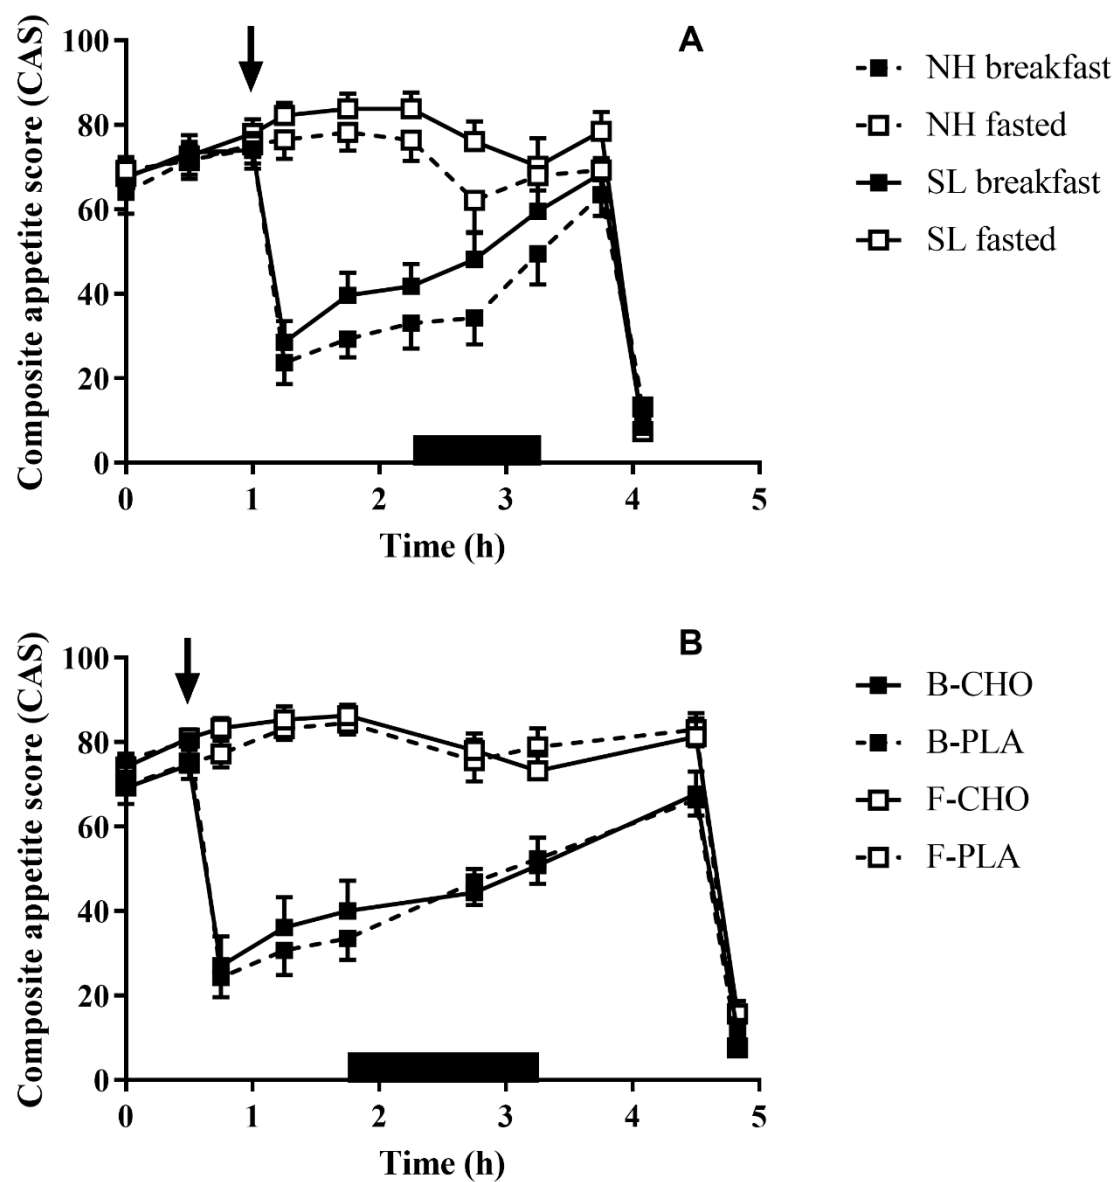 A
Composite appetite score (CAS)
100
80
60
40
20
0
0 1 2 3 4 5
Time (h)
NH breakfast
NH fasted
SL breakfast
SL fasted
B
Composite appetite score (CAS)
100
80
60
40
20
0
0 1 2 3 4 5
Time (h)
B-CHO
B-PLA
F-CHO
F-PLA